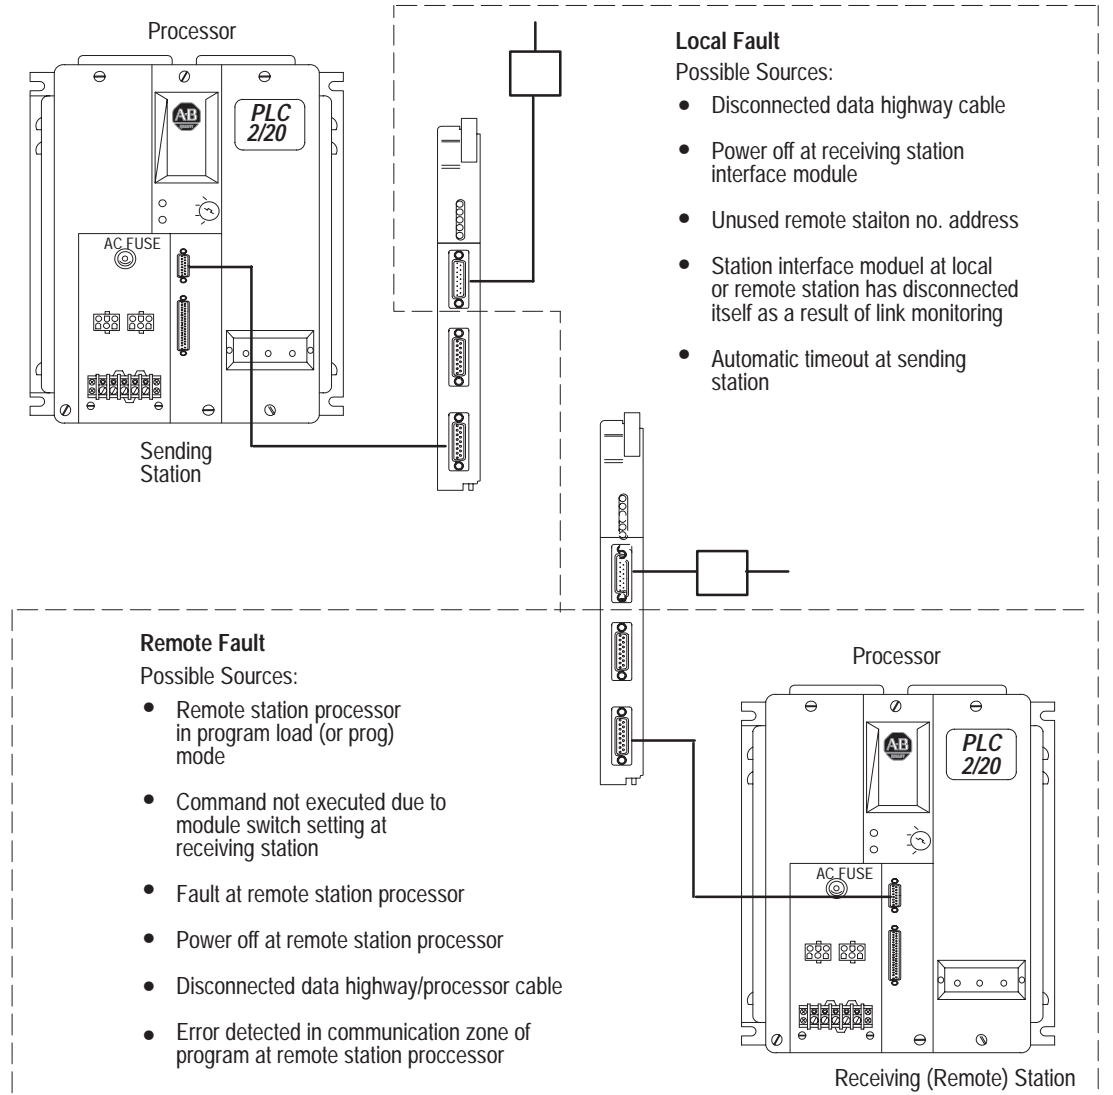 Processor
PLC
2/20
A·B
AC FUSE
Sending
Station
Local Fault
Possible Sources:
• Disconnected data highway cable
• Power off at receiving station
interface module
• Unused remote staiton no. address
• Station interface moduel at local
or remote station has disconnected
itself as a result of link monitoring
• Automatic timeout at sending
station
Remote Fault
Possible Sources:
• Remote station processor
in program load (or prog)
mode
• Command not executed due to
module switch setting at
receiving station
• Fault at remote station processor
• Power off at remote station processor
• Disconnected data highway/processor cable
• Error detected in communication zone of
program at remote station proccessor
Processor
A·B
PLC
2/20
AC FUSE
Receiving (Remote) Station